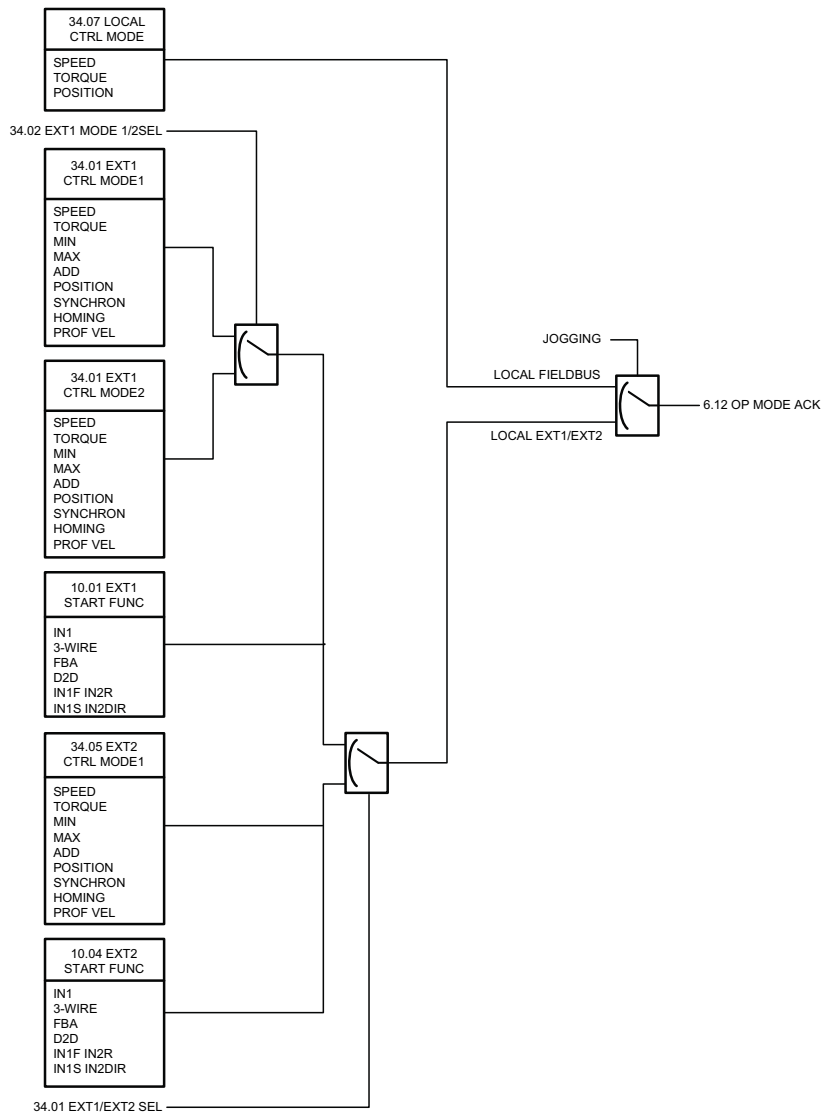 34.07 LOCAL
CTRL MODE
SPEED
TORQUE
POSITION
34.02 EXT1 MODE 1/2SEL
34.01 EXT1
CTRL MODE1
SPEED
TORQUE
MIN
MAX
ADD
POSITION
SYNCHRON
HOMING
PROF VEL
34.01 EXT1
CTRL MODE2
SPEED
TORQUE
MIN
MAX
ADD
POSITION
SYNCHRON
HOMING
PROF VEL
JOGGING
LOCAL FIELDBUS
6.12 OP MODE ACK
LOCAL EXT1/EXT2
10.01 EXT1
START FUNC
IN1
3-WIRE
FBA
D2D
IN1F IN2R
IN1S IN2DIR
34.05 EXT2
CTRL MODE1
SPEED
TORQUE
MIN
MAX
ADD
POSITION
SYNCHRON
HOMING
PROF VEL
10.04 EXT2
START FUNC
IN1
3-WIRE
FBA
D2D
IN1F IN2R
IN1S IN2DIR
34.01 EXT1/EXT2 SEL